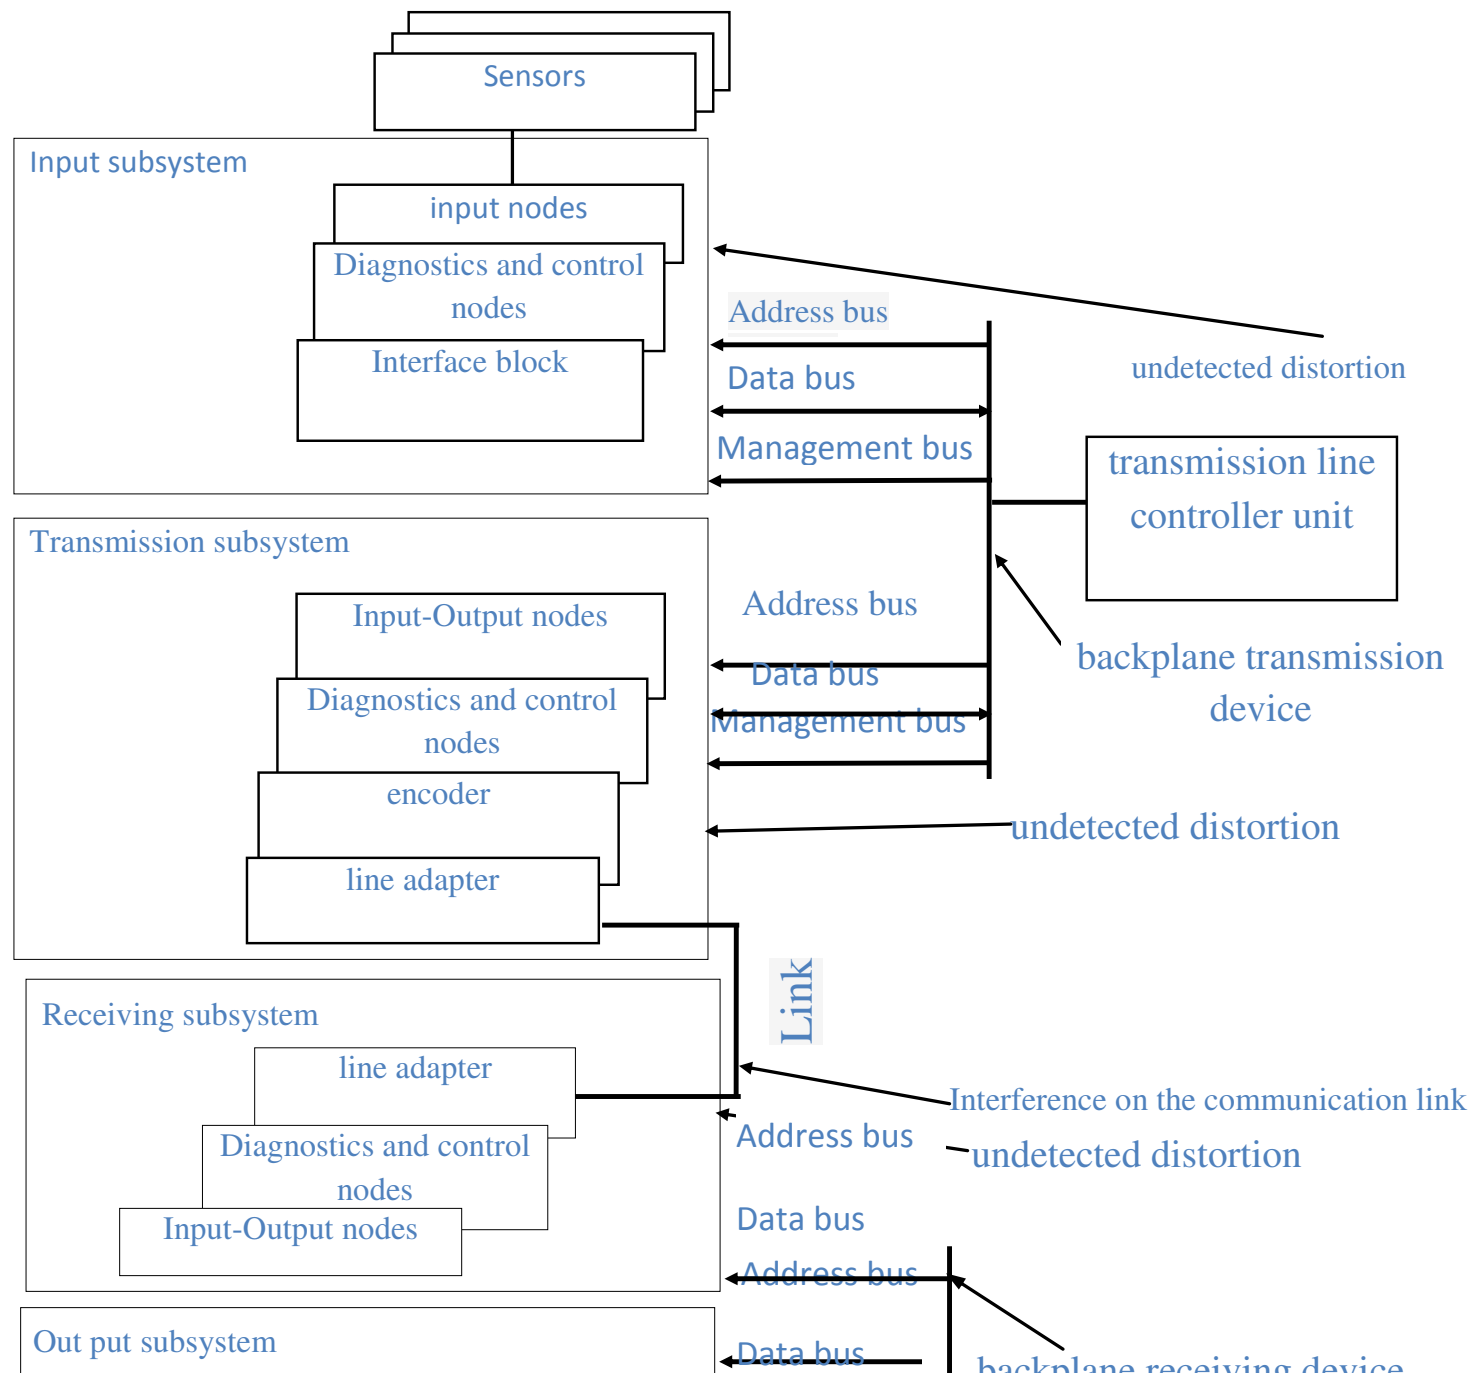 Sensors
Input subsystem
input nodes
Diagnostics and control
nodes
Interface block
Address bus
Data bus
Management bus
undetected distortion
transmission line
controller unit
Transmission subsystem
Input-Output nodes
Diagnostics and control
nodes
encoder
line adapter
Address bus
Data bus
Management bus
backplane transmission
device
undetected distortion
Link
Receiving subsystem
line adapter
Diagnostics and control
nodes
Input-Output nodes
Interference on the communication link
Address bus
undetected distortion
Data bus
Address bus
Out put subsystem
Data bus
backplane receiving device